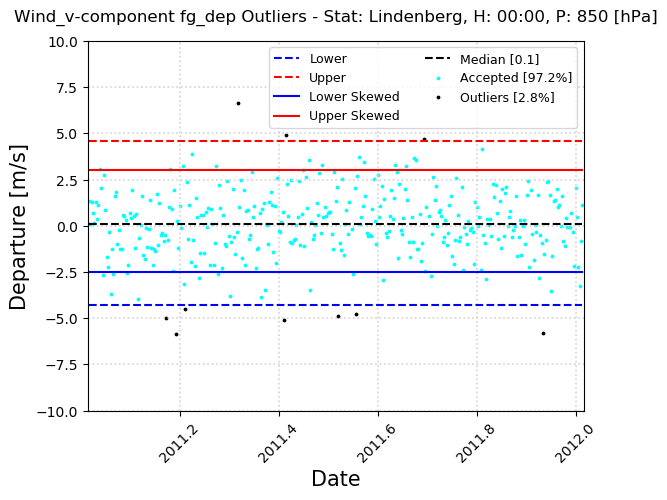 Wind_v-component fg_dep Outliers - Stat: Lindenberg, H: 00:00, P: 850 [hPa]
Lower
Upper
Lower Skewed
Upper Skewed
Median [0.1]
Accepted [97.2%]
Outliers [2.8%]
10.0
7.5
5.0
2.5
0.0
−2.5
−5.0
−7.5
−10.0
Departure [m/s]
2011.2
2011.4
2011.6
2011.8
2012.0
Date